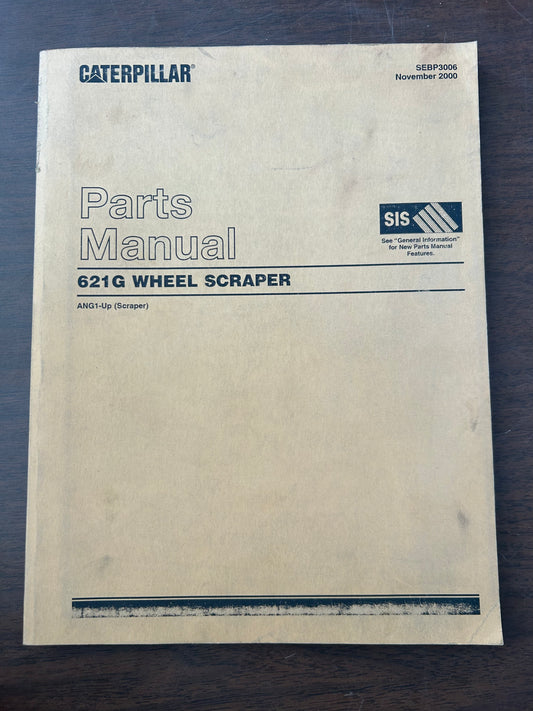 CATERPILLAR®
SEBP3006
November 2000
Parts
Manual
SIS
See "General Information"
for New Parts Manual
Features.
621G WHEEL SCRAPER
ANG1-Up (Scraper)